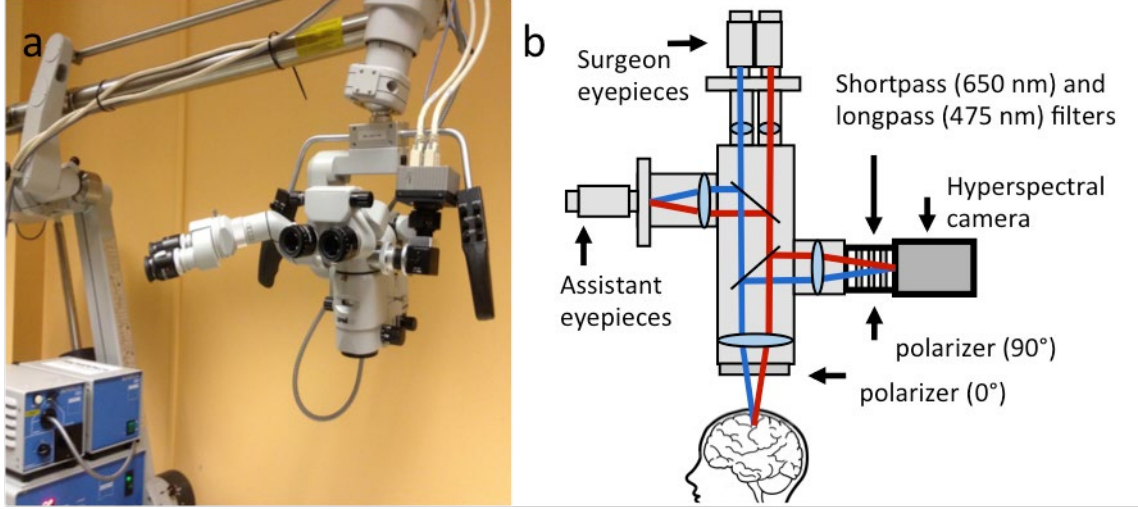 a
b
Surgeon
eyepieces
Shortpass (650 nm) and
longpass (475 nm) filters
Hyperspectral
camera
Assistant
eyepieces
polarizer (90°)
polarizer (0°)